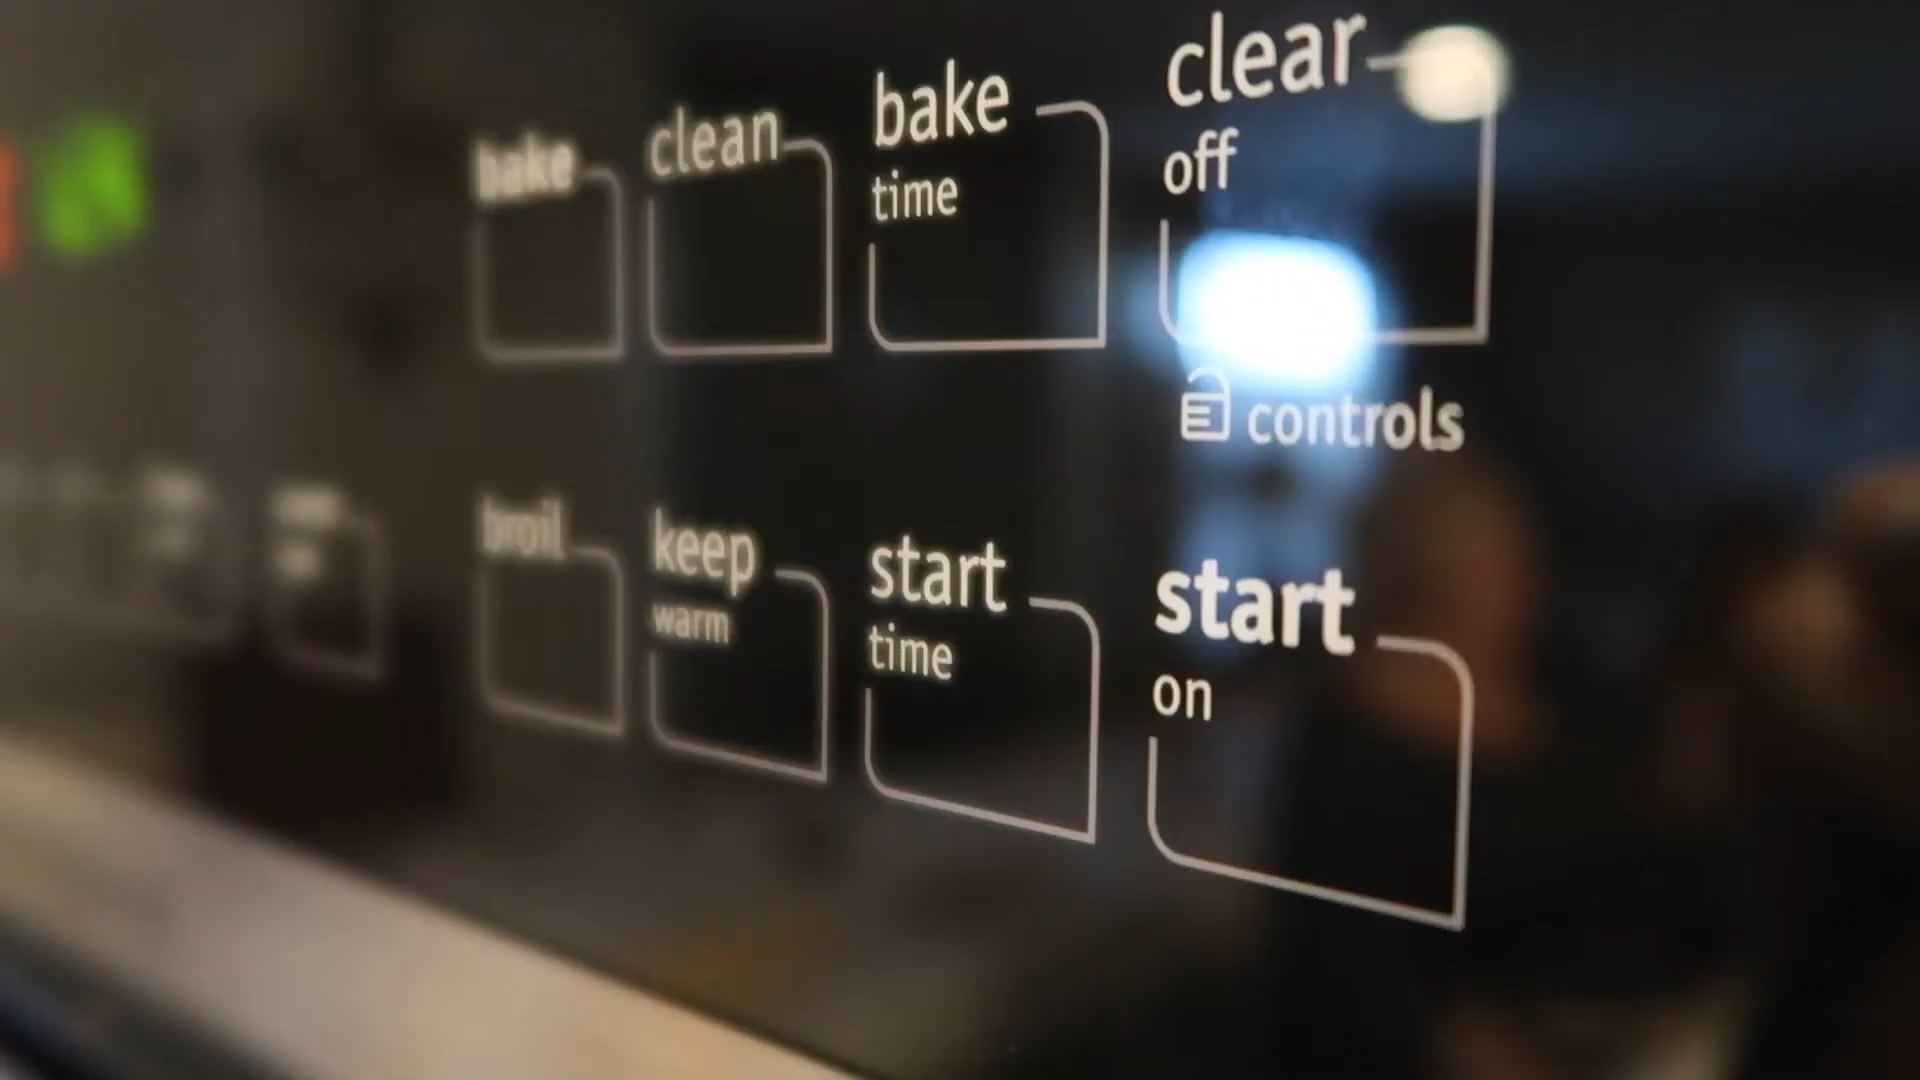 bake
clean
bake
time
clear
off
controls
broil
keep
warm
start
time
start
on